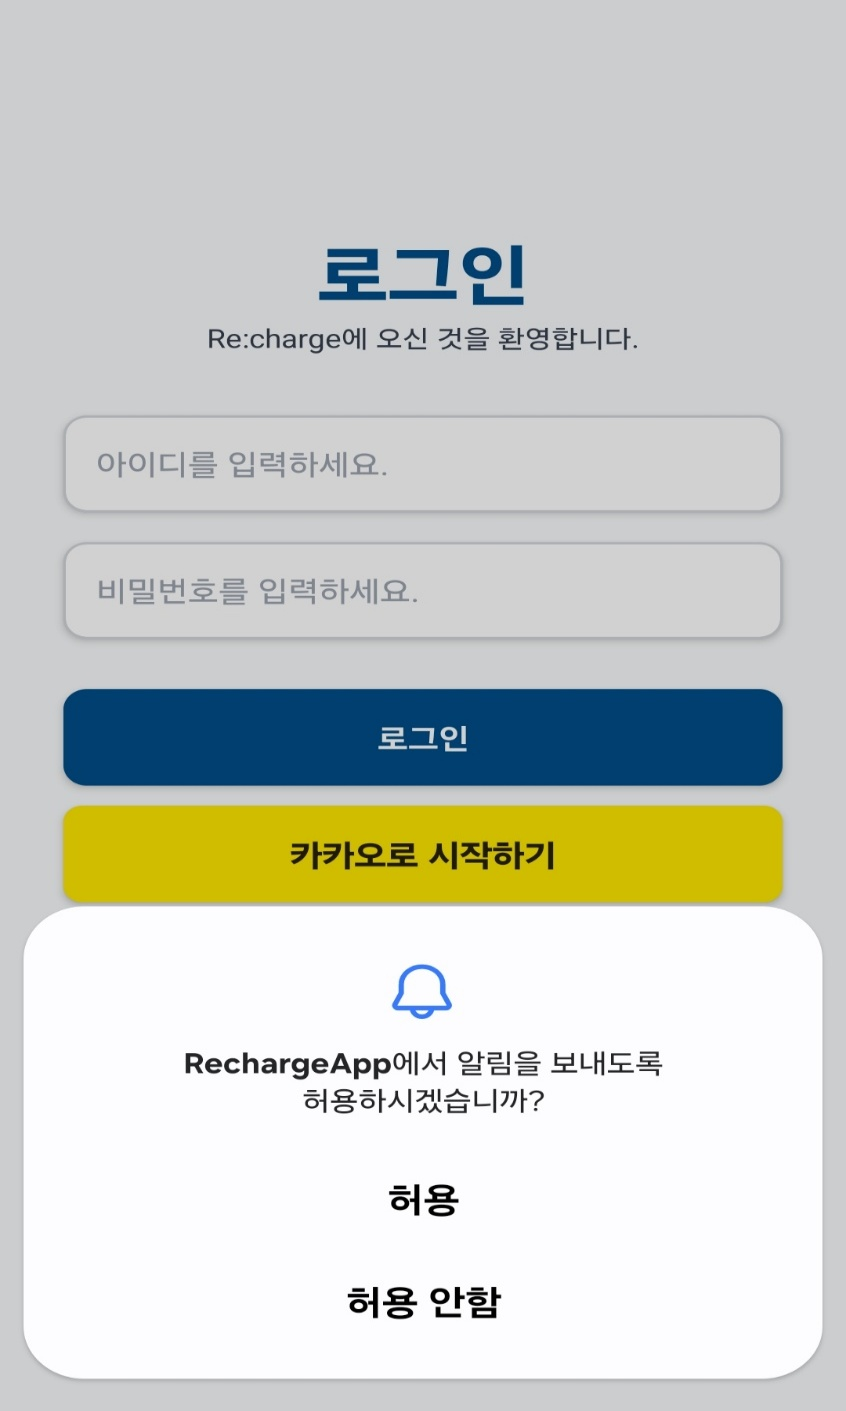 로그인
Re:charge에 오신 것을 환영합니다.
아이디를 입력하세요.
비밀번호를 입력하세요.
로그인
카카오로 시작하기
RechargeApp에서 알림을 보내도록
허용하시겠습니까?
허용
허용 안함